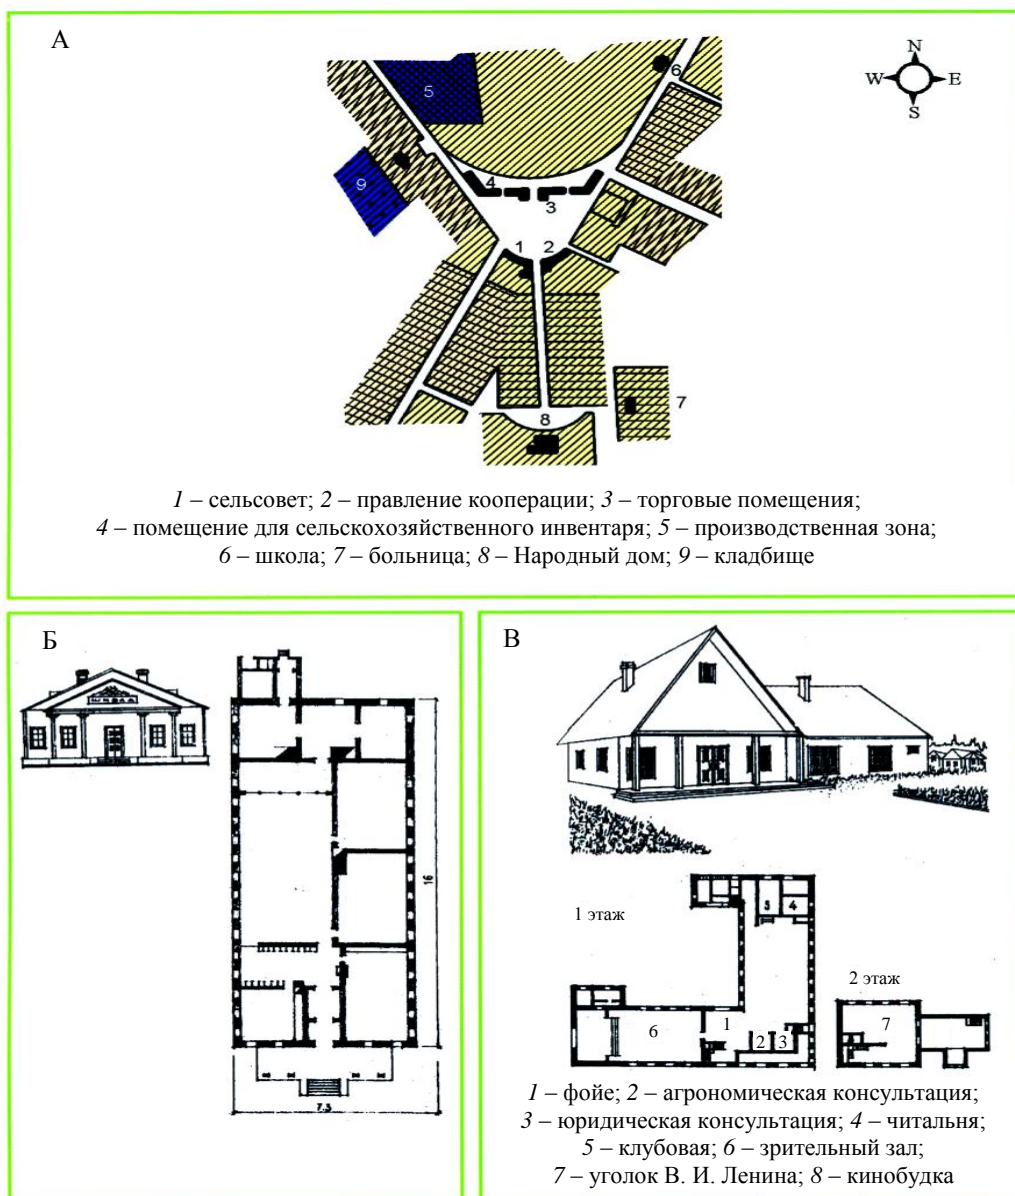 А
N
W E
S
5
6
9
4
3
1 2
7
8
1 – сельсовет; 2 – правление кооперации; 3 – торговые помещения;
4 – помещение для сельскохозяйственного инвентаря; 5 – производственная зона;
6 – школа; 7 – больница; 8 – Народный дом; 9 – кладбище
Б
ШКОЛА
16
7.5
В
1 этаж
5 4
2 этаж
6 1 2 3
7
1 – фойе; 2 – агрономическая консультация;
3 – юридическая консультация; 4 – читальня;
5 – клубовая; 6 – зрительный зал;
7 – уголок В. И. Ленина; 8 – кинобудка